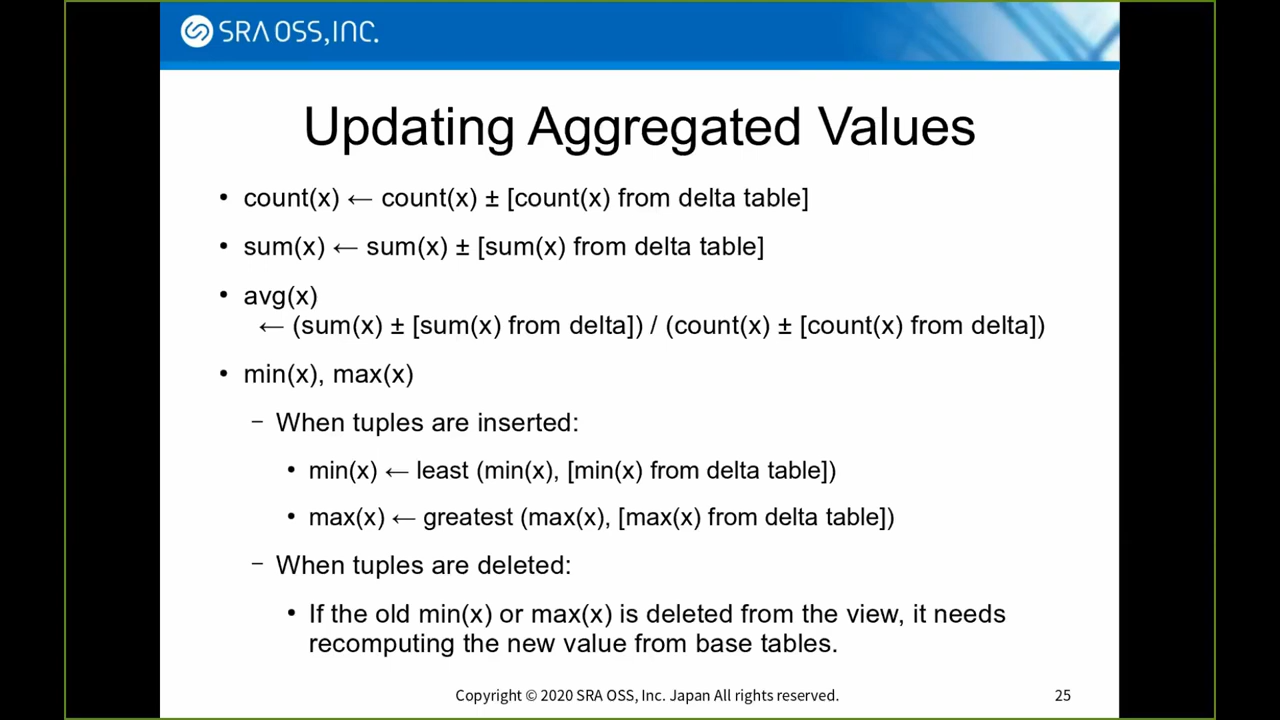 SRA OSS, INC.
Updating Aggregated Values
• count(x) ← count(x) ± [count(x) from delta table]
• sum(x) ← sum(x) ± [sum(x) from delta table]
• avg(x)
← (sum(x) ± [sum(x) from delta]) / (count(x) ± [count(x) from delta])
• min(x), max(x)
– When tuples are inserted:
• min(x) ← least (min(x), [min(x) from delta table])
• max(x) ← greatest (max(x), [max(x) from delta table])
– When tuples are deleted:
• If the old min(x) or max(x) is deleted from the view, it needs
recomputing the new value from base tables.
Copyright © 2020 SRA OSS, Inc. Japan All rights reserved.
25